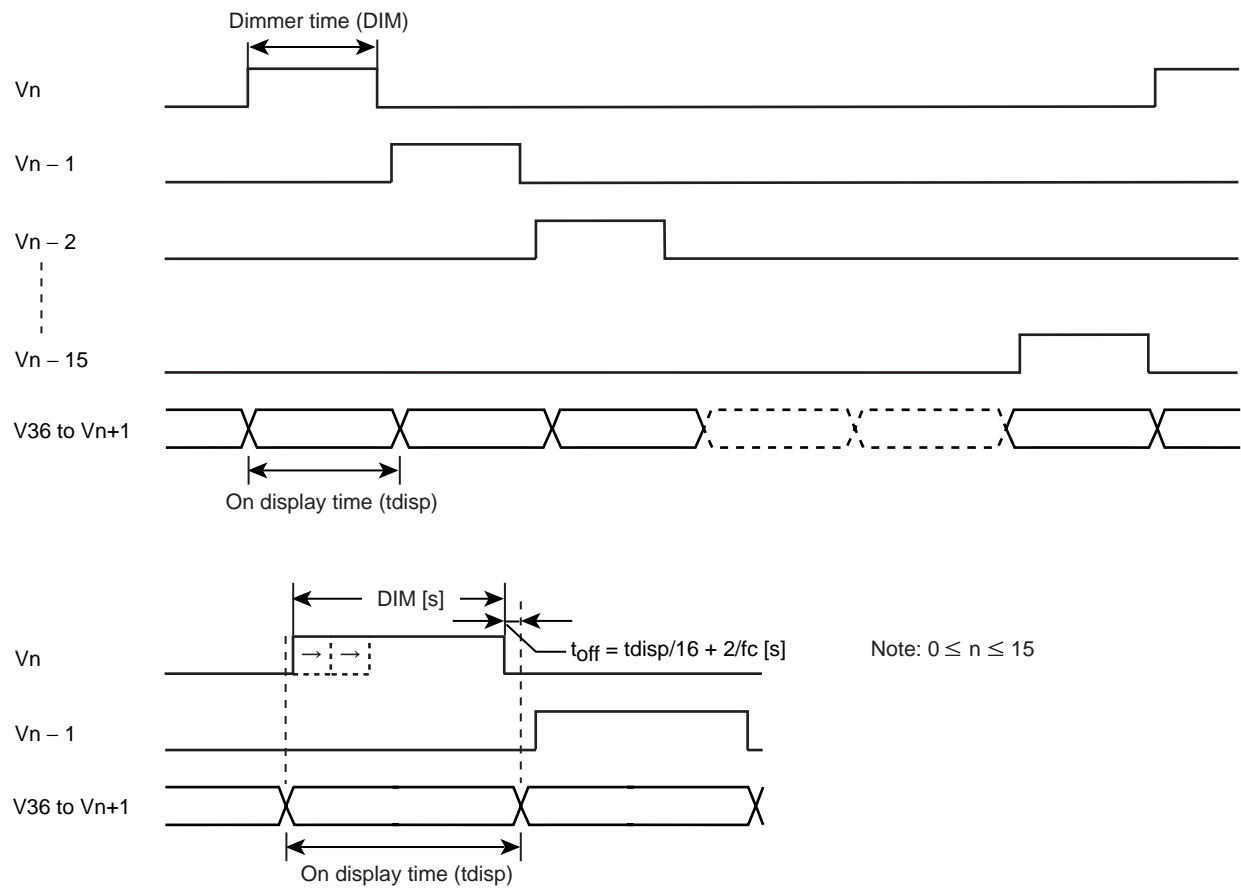 Dimmer time (DIM)
Vn
Vn – 1
Vn – 2
Vn – 15
V36 to Vn+1
On display time (tdisp)
DIM [s]
Vn
→ →
toff = tdisp/16 + 2/fc [s]
Note: 0 ≤ n ≤ 15
Vn – 1
V36 to Vn+1
On display time (tdisp)